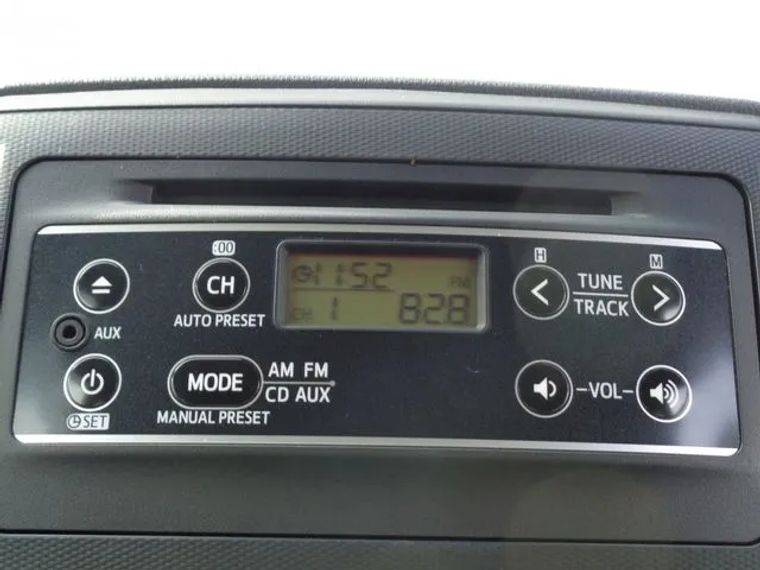 :00
H
M
CH
11:52
FM
TUNE
CH 1 828
TRACK
AUTO PRESET
AUX
MODE
AM FM
CD AUX
VOL
SET
MANUAL PRESET